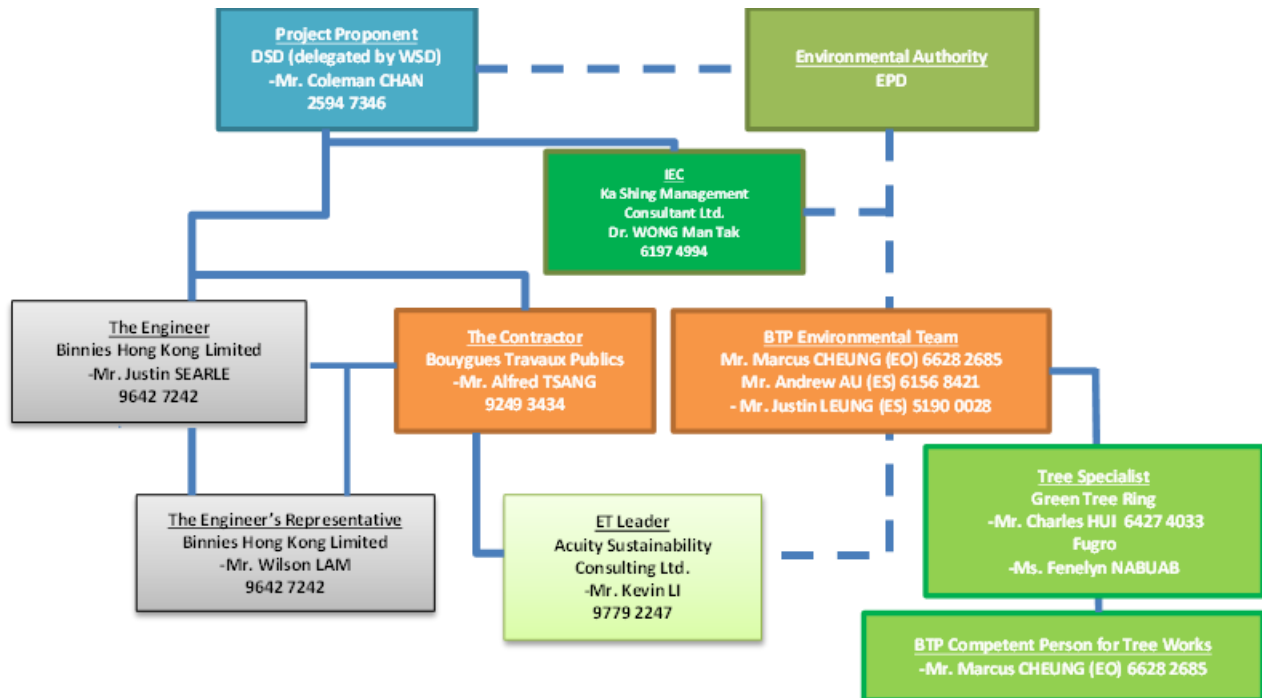 Project Proponent
DSD (delegated by WSD)
-Mr. Coleman CHAN
2594 7346
Environmental Authority
EPD
IEC
Ka Shing Management
Consultant Ltd.
Dr. WONG Man Tak
6197 4994
The Engineer
Binnies Hong Kong Limited
-Mr. Justin SEARLE
9642 7242
The Contractor
Bouygues Travaux Publics
-Mr. Alfred TSANG
9249 3434
BTP Environmental Team
Mr. Marcus CHEUNG (EO) 6628 2685
Mr. Andrew AU (ES) 6156 8421
- Mr. Justin LEUNG (ES) 5190 0028
The Engineer's Representative
Binnies Hong Kong Limited
-Mr. Wilson LAM
9642 7242
ET Leader
Acuity Sustainability
Consulting Ltd.
-Mr. Kevin LI
9779 2247
Tree Specialist
Green Tree Ring
-Mr. Charles HUI 6427 4033
Fugro
-Ms. Fenelyn NABUAB
BTP Competent Person for Tree Works
-Mr. Marcus CHEUNG (EO) 6628 2685